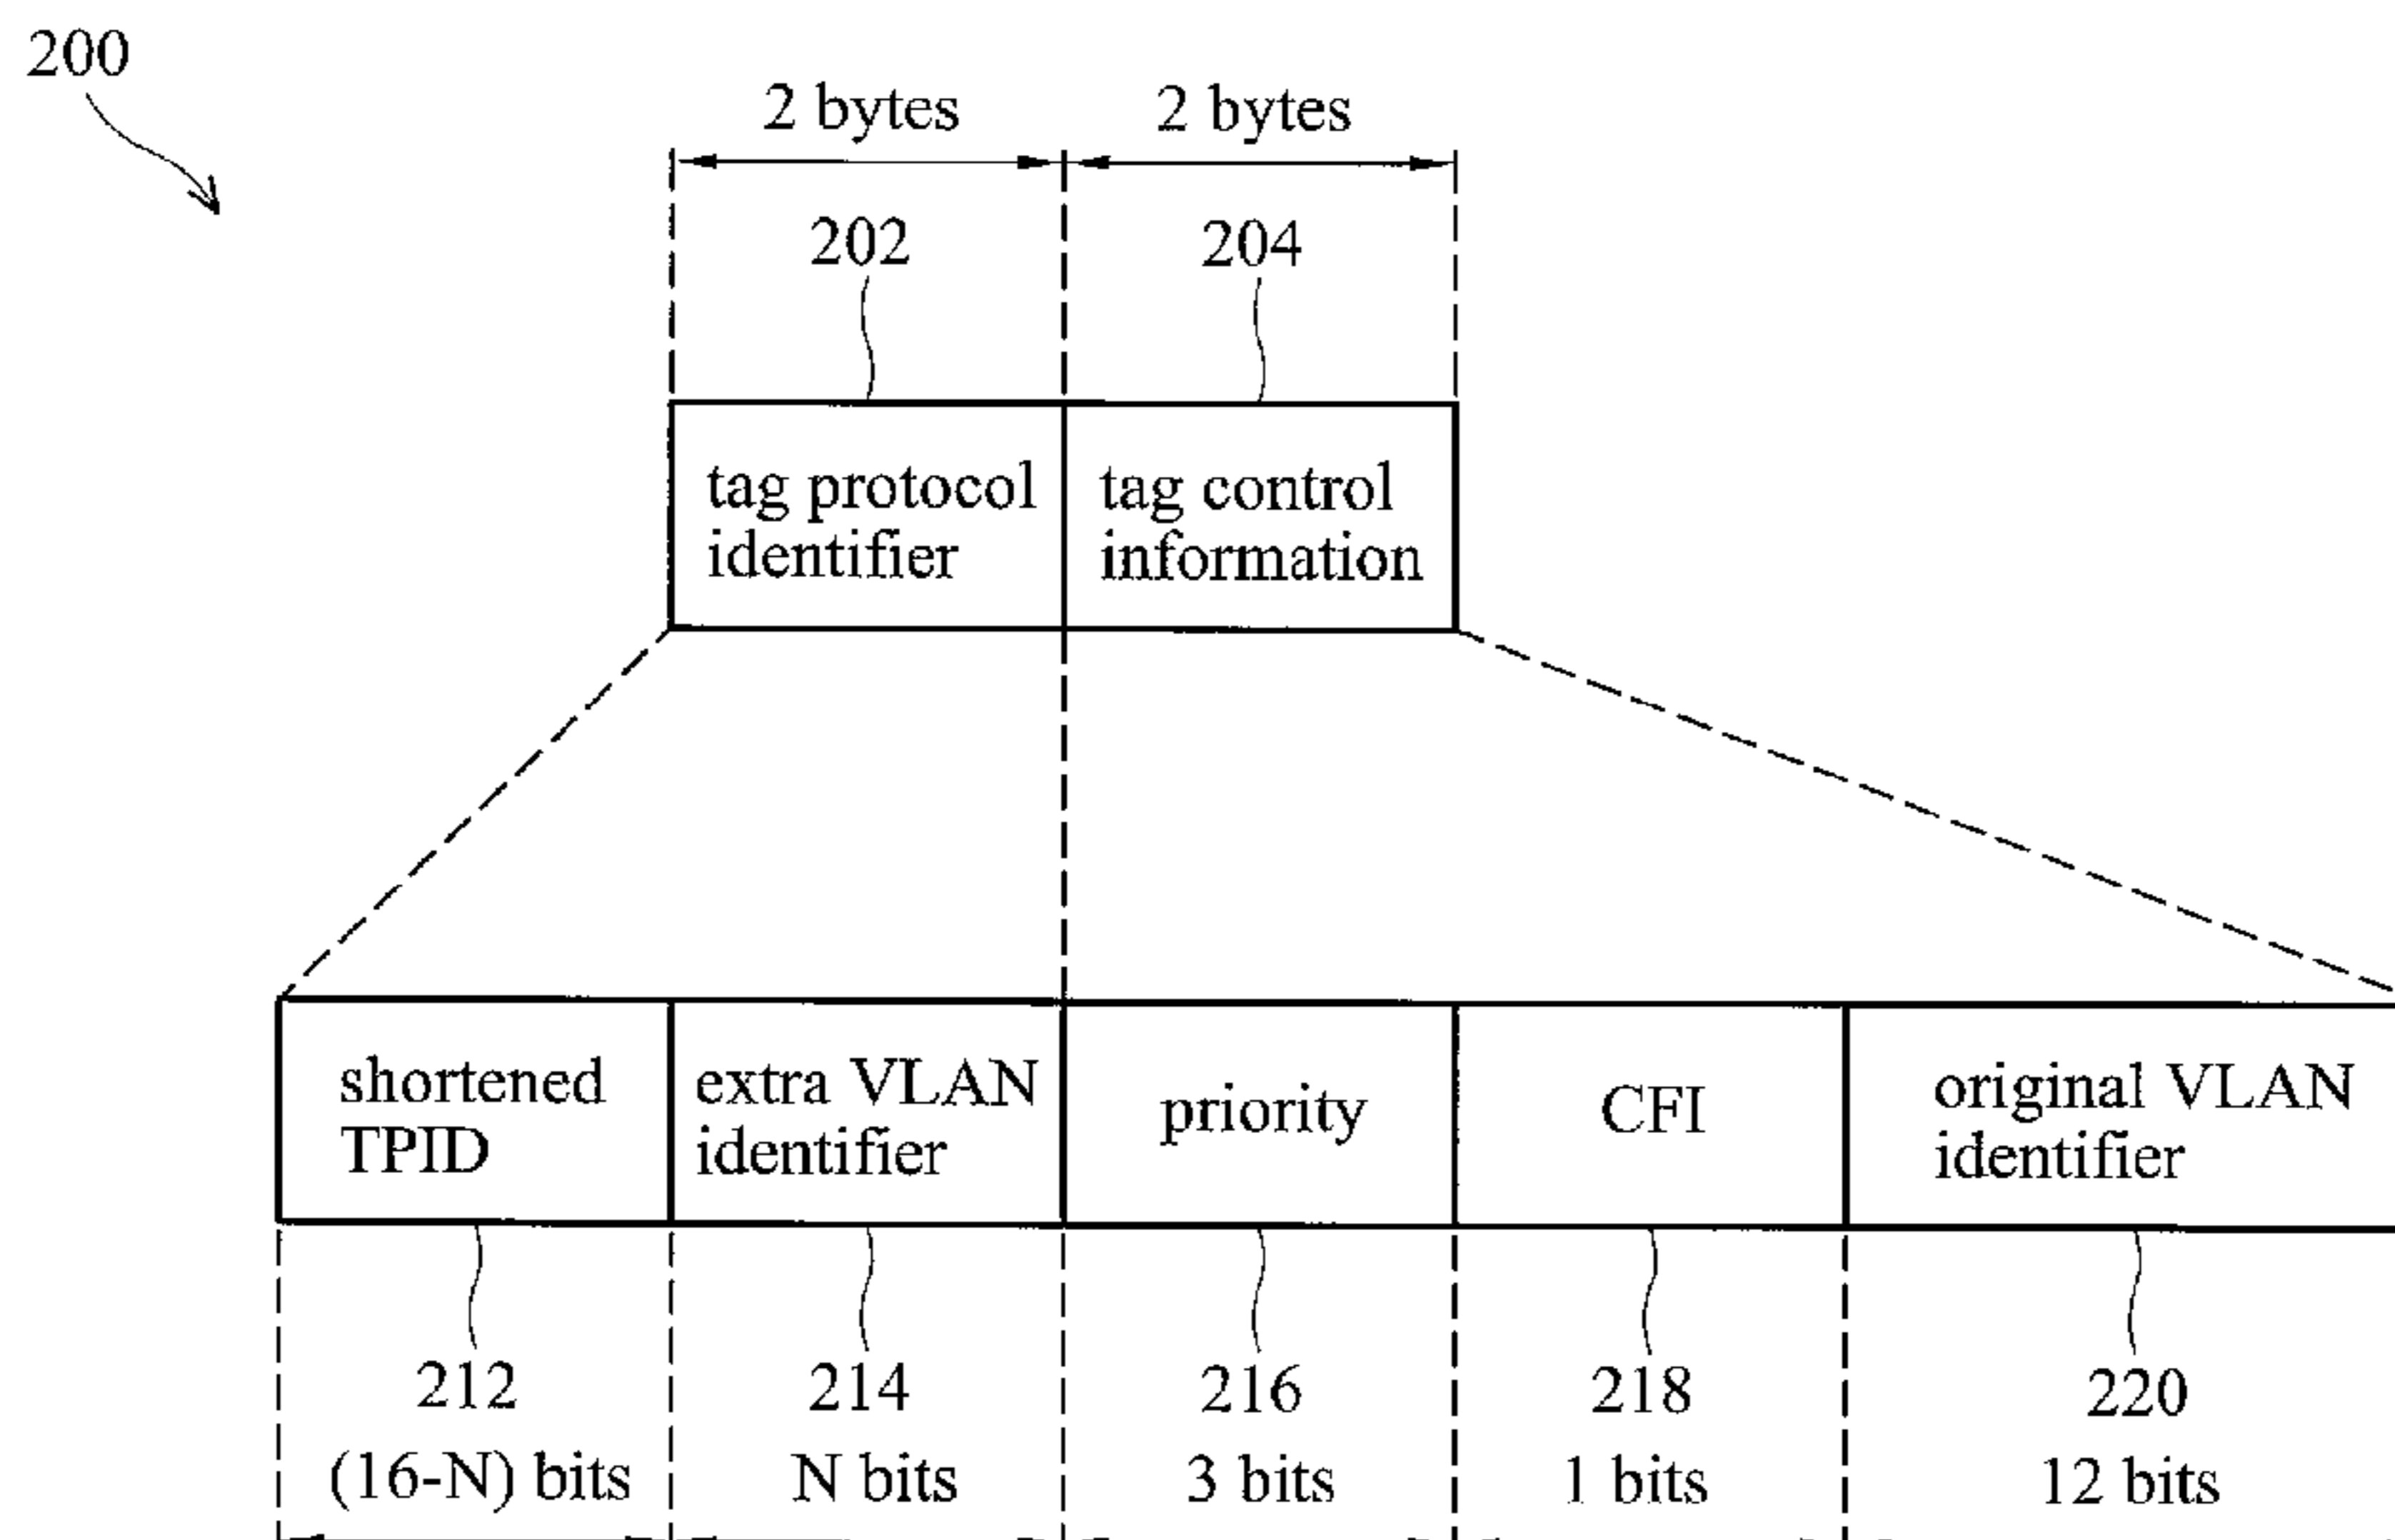 200
2 bytes 2 bytes
202 204
tag protocol
identifier
tag control
information
shortened
TPID
extra VLAN
identifier
priority
CFI
original VLAN
identifier
212 214 216 218 220
(16-N) bits N bits 3 bits 1 bits 12 bits